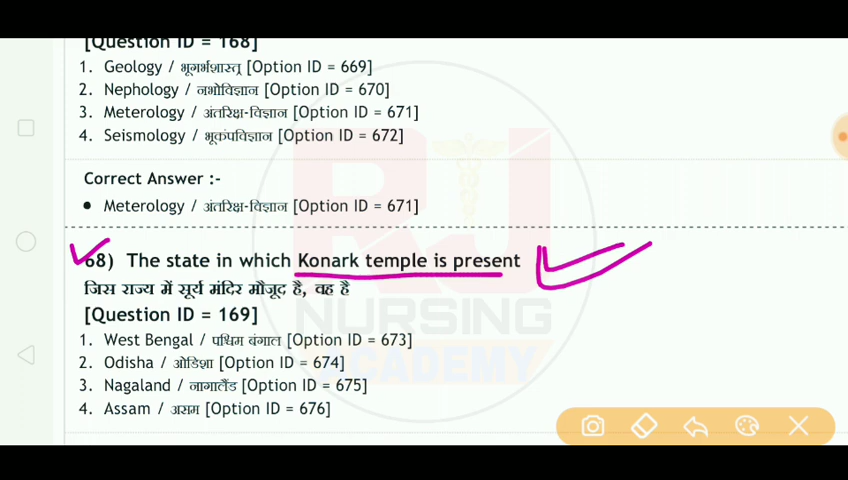 [Question ID = 168]
1. Geology / भूगर्भशास्त्र [Option ID = 669]
2. Nephology / नभोविज्ञान [Option ID = 670]
3. Meterology / अंतरिक्ष-विज्ञान [Option ID = 671]
4. Seismology / भूकंपविज्ञान [Option ID = 672]
Correct Answer :-
• Meterology / अंतरिक्ष-विज्ञान [Option ID = 671]
68) The state in which Konark temple is present
जिस राज्य में सूर्य मंदिर मौजूद है, वह है
[Question ID = 169]
1. West Bengal / पश्चिम बंगाल [Option ID = 673]
2. Odisha / ओडिशा [Option ID = 674]
3. Nagaland / नागालैंड [Option ID = 675]
4. Assam / असम [Option ID = 676]
RJ
NURSING
ACADEMY